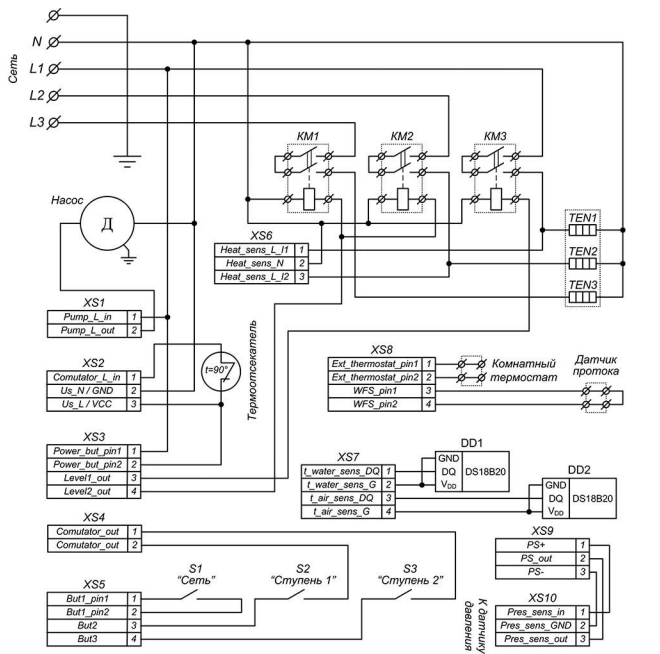 Сеть
N
L1
L2
L3
КМ1
КМ2
КМ3
Насос
Д
XS6
Heat_sens_L_l1 1
Heat_sens_N 2
Heat_sens_L_l2 3
TEN1
TEN2
TEN3
XS1
Pump_L_in 1
Pump_L_out 2
XS2
Comutator_L_in 1
Us_N / GND 2
Us_L / VCC 3
t=90°
Термоотсекатель
XS8
Ext_thermostat_pin1 1
Ext_thermostat_pin2 2
WFS_pin1 3
WFS_pin2 4
Комнатный
термостат
Датчик
протока
XS3
Power_but_pin1 1
Power_but_pin2 2
Level1_out 3
Level2_out 4
XS7
t_water_sens_DQ 1
t_water_sens_G 2
t_air_sens_DQ 3
t_air_sens_G 4
DD1
GND
DQ
VDD
DS18B20
DD2
GND
DQ
VDD
DS18B20
XS4
Comutator_out 1
Comutator_out 2
XS5
But1_pin1 1
But1_pin2 2
But2 3
But3 4
S1
"Сеть"
S2
"Ступень 1"
S3
"Ступень 2"
К датчику
давления
XS9
PS+ 1
PS_out 2
PS- 3
XS10
Pres_sens_in 1
Pres_sens_GND 2
Pres_sens_out 3